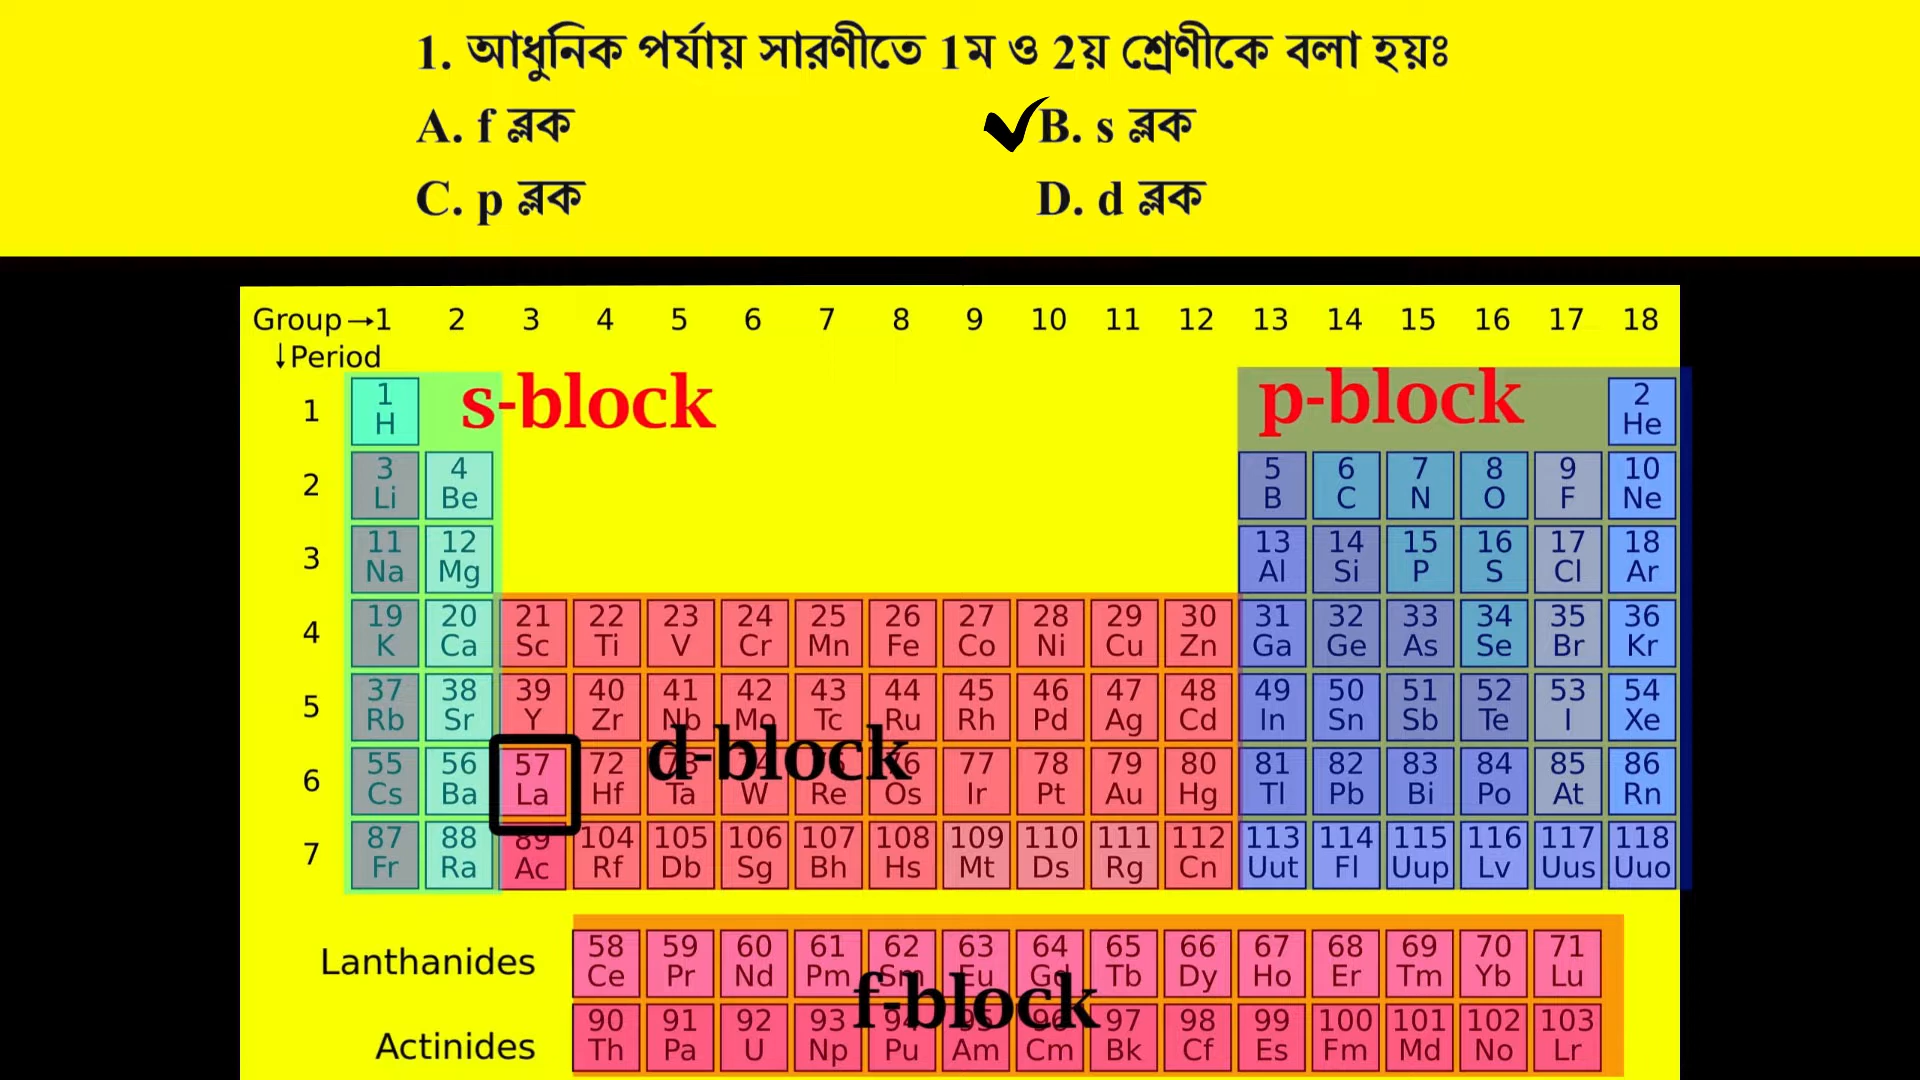 1. আধুনিক পর্যায় সারণীতে 1ম ও 2য় শ্রেণীকে বলা হয়ঃ
A. f ব্লক B. s ব্লক
C. p ব্লক D. d ব্লক
Group→1 2 3 4 5 6 7 8 9 10 11 12 13 14 15 16 17 18
↓Period
s-block p-block
1 1 2
H He
2 3 4 5 6 7 8 9 10
Li Be B C N O F Ne
3 11 12 13 14 15 16 17 18
Na Mg Al Si P S Cl Ar
4 19 20 21 22 23 24 25 26 27 28 29 30 31 32 33 34 35 36
K Ca Sc Ti V Cr Mn Fe Co Ni Cu Zn Ga Ge As Se Br Kr
5 37 38 39 40 41 42 43 44 45 46 47 48 49 50 51 52 53 54
Rb Sr Y Zr Nb Mo Tc Ru Rh Pd Ag Cd In Sn Sb Te I Xe
d-block
6 55 56 57 72 73 76 77 78 79 80 81 82 83 84 85 86
Cs Ba La Hf Ta W Re Os Ir Pt Au Hg Tl Pb Bi Po At Rn
7 87 88 89 104 105 106 107 108 109 110 111 112 113 114 115 116 117 118
Fr Ra Ac Rf Db Sg Bh Hs Mt Ds Rg Cn Uut Fl Uup Lv Uus Uuo
58 59 60 61 62 63 64 65 66 67 68 69 70 71
Lanthanides Ce Pr Nd Pm Sm Eu Gd Tb Dy Ho Er Tm Yb Lu
f-block
90 91 92 93 94 95 96 97 98 99 100 101 102 103
Actinides Th Pa U Np Pu Am Cm Bk Cf Es Fm Md No Lr